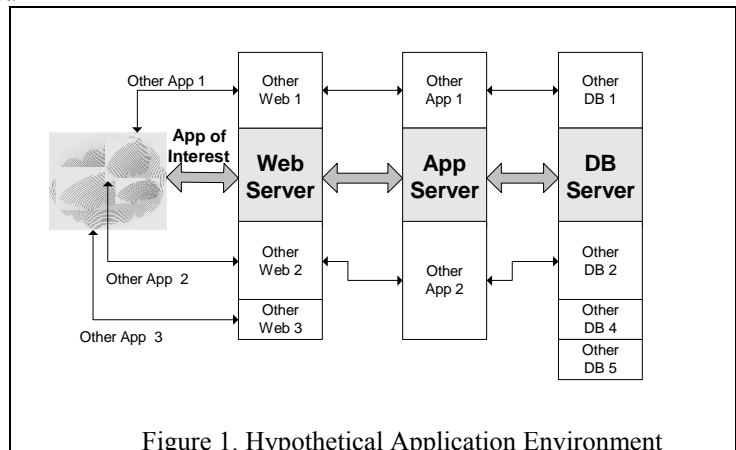 Other App 1
App of
Interest
Other
Web 1
Other
App 1
Other
DB 1
Web
Server
App
Server
DB
Server
Other
Web 2
Other
App 2
Other
DB 2
Other App 2
Other
Web 3
Other App 3
Other
DB 4
Other
DB 5
Figure 1. Hypothetical Application Environment